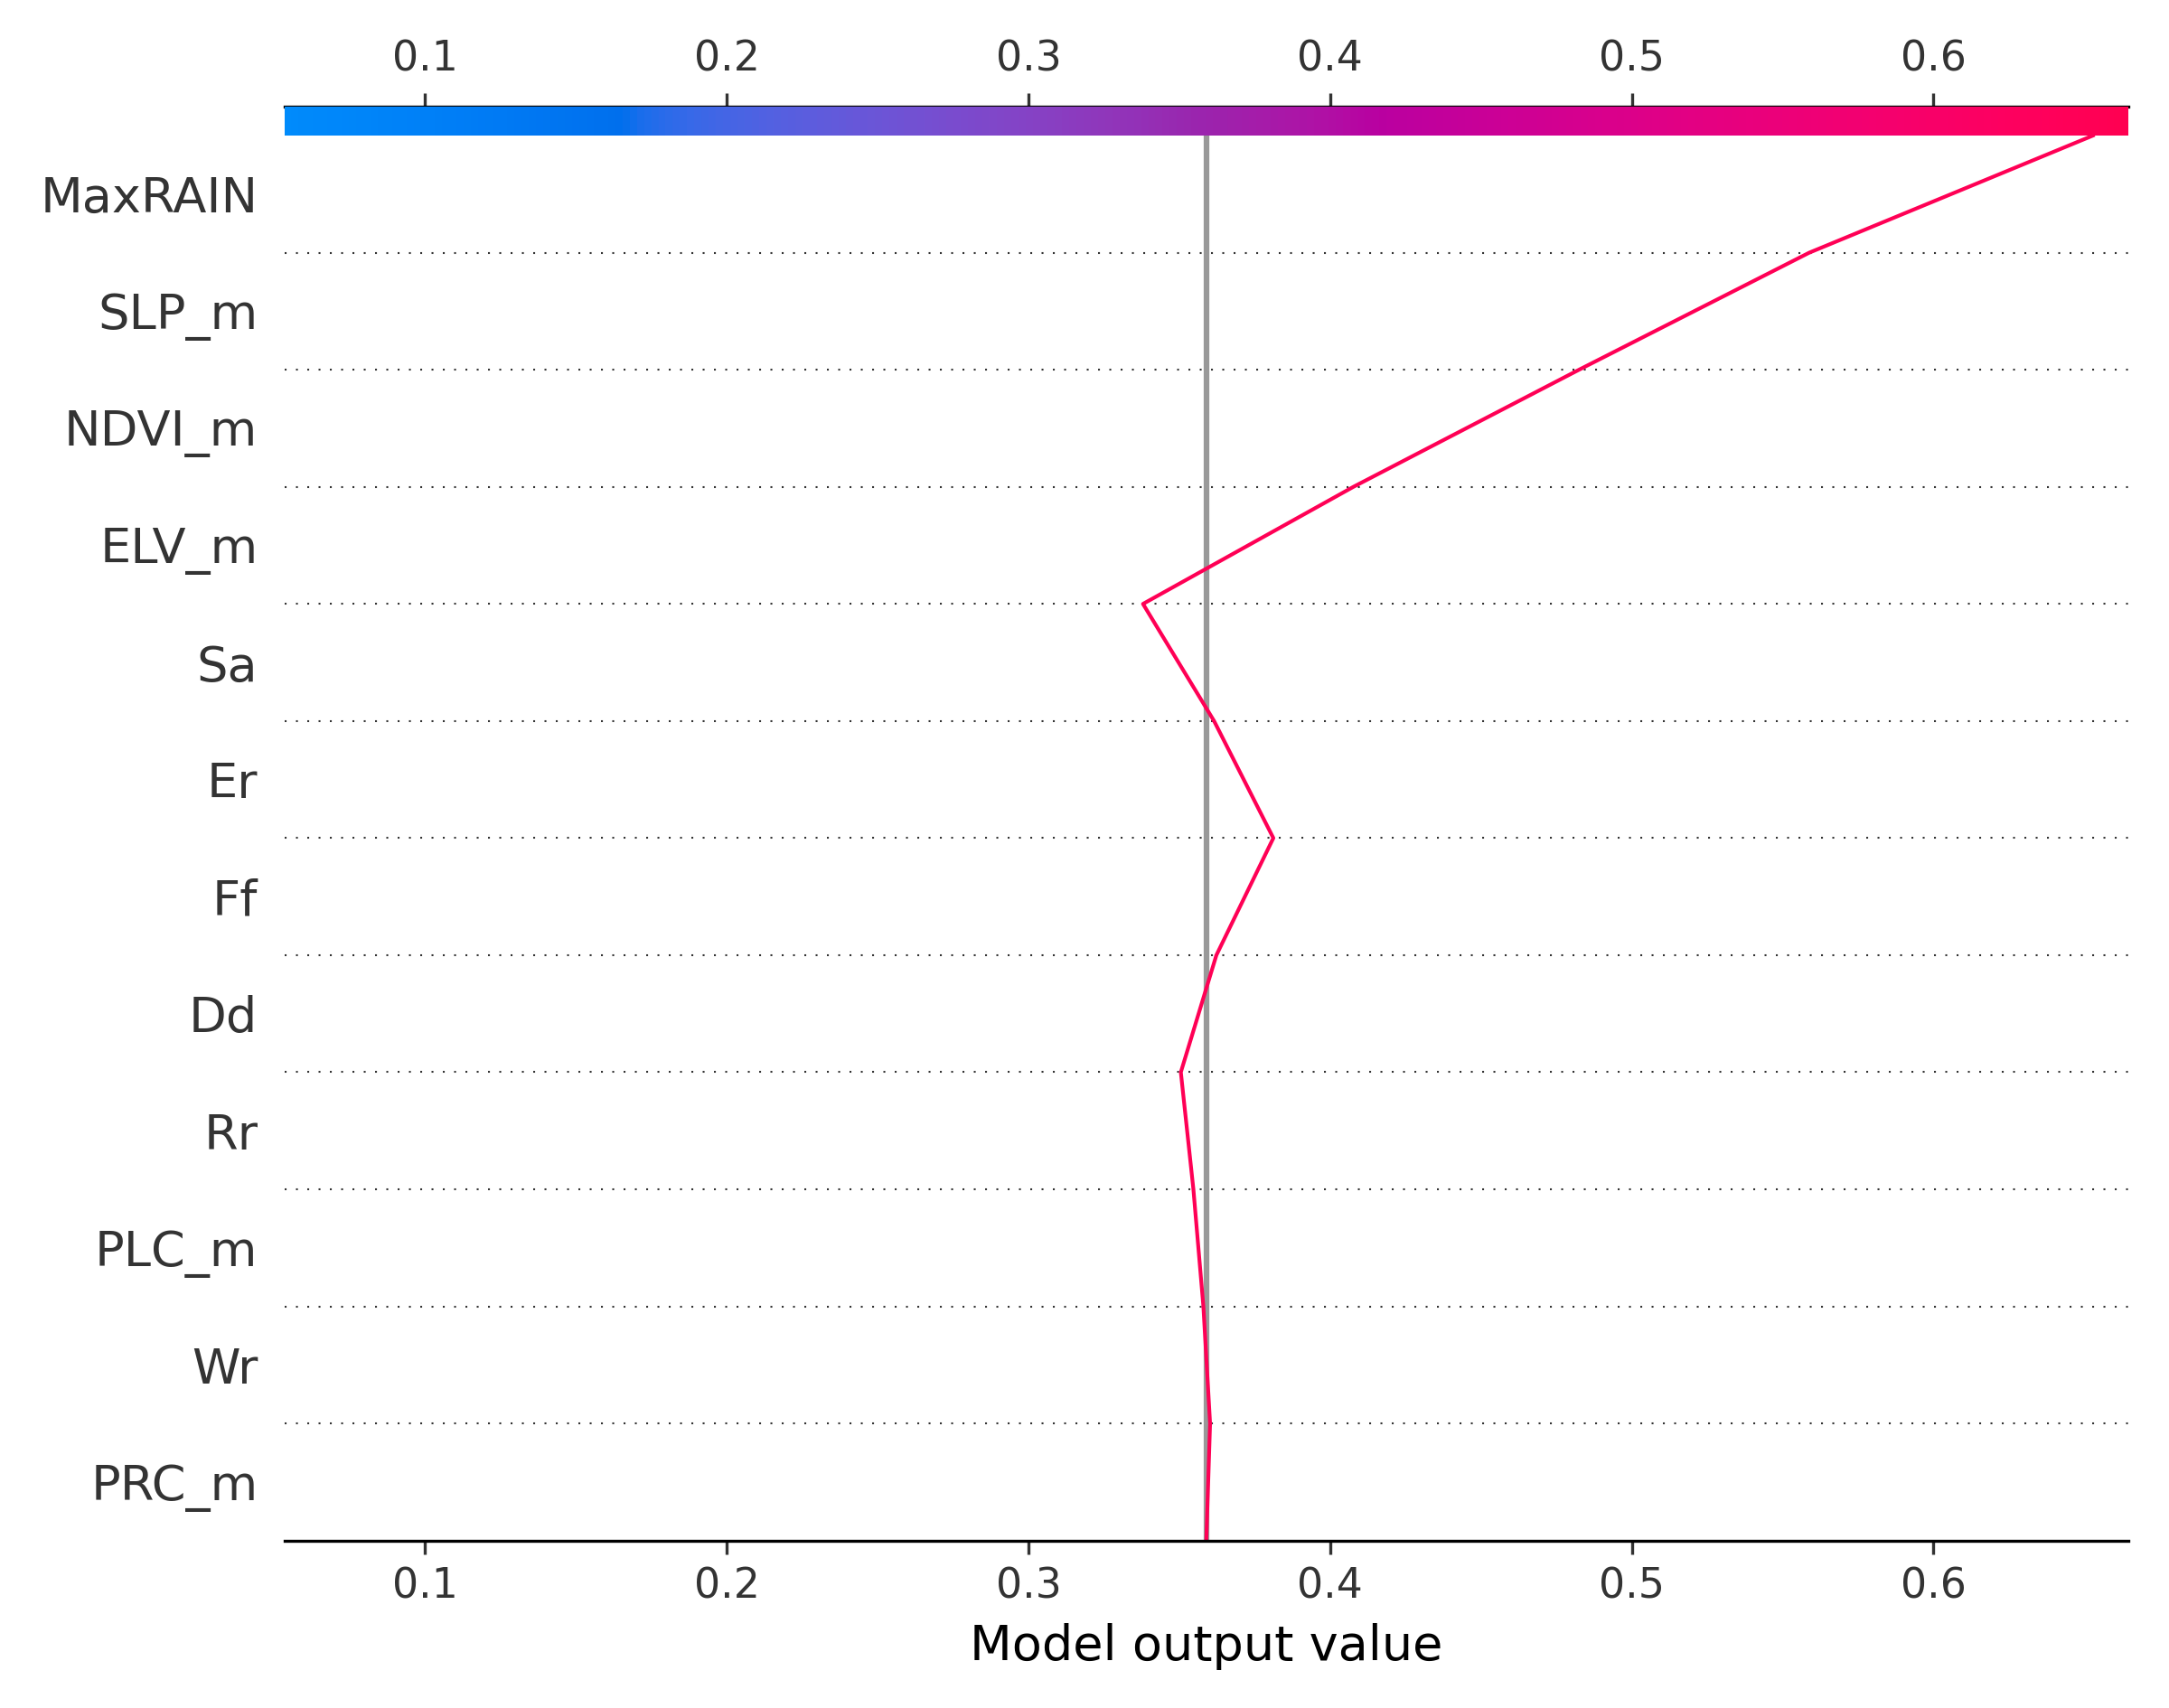 0.1 0.2 0.3 0.4 0.5 0.6
MaxRAIN
SLP_m
NDVI_m
ELV_m
Sa
Er
Ff
Dd
Rr
PLC_m
Wr
PRC_m
0.1 0.2 0.3 0.4 0.5 0.6
Model output value